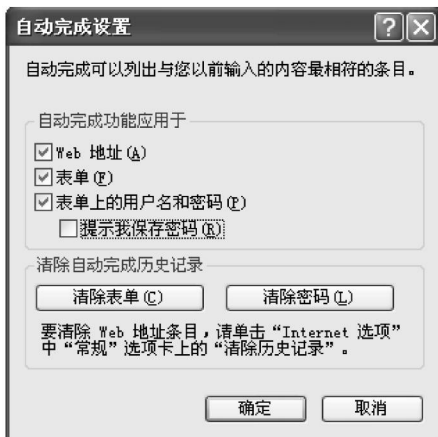 自动完成设置
自动完成可以列出与您以前输入的内容最相符的条目。
自动完成功能应用于
Web 地址(A)
表单(F)
表单上的用户名和密码(P)
提示我保存密码(R)
清除自动完成历史记录
清除表单(C) 清除密码(L)
要清除 Web 地址条目，请单击“Internet 选项”
中“常规”选项卡上的“清除历史记录”。
确定 取消